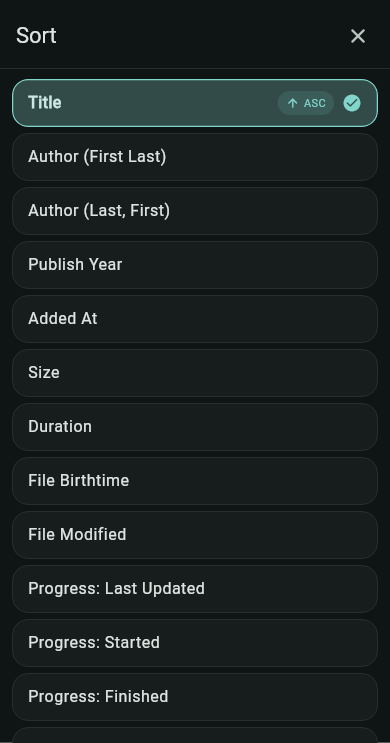 Sort
Title
ASC
Author (First Last)
Author (Last, First)
Publish Year
Added At
Size
Duration
File Birthtime
File Modified
Progress: Last Updated
Progress: Started
Progress: Finished